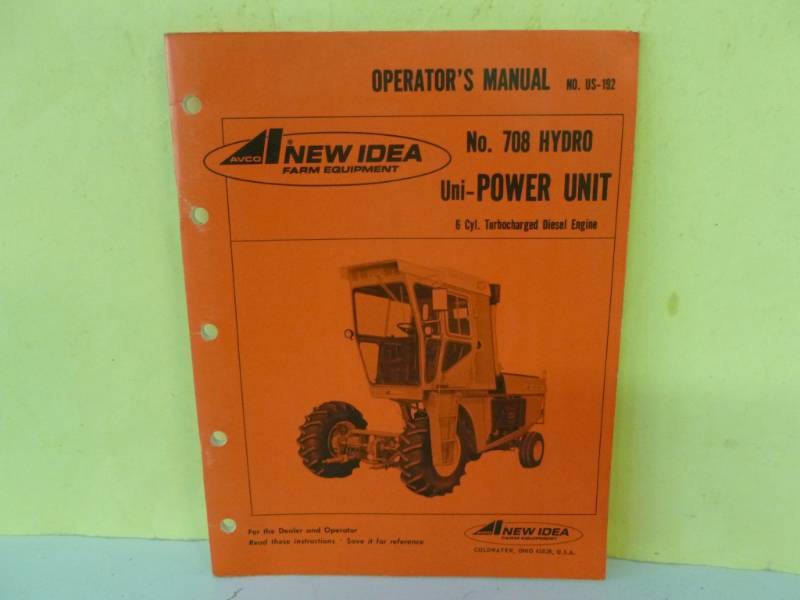 OPERATOR'S MANUAL NO. US-192
AVCO NEW IDEA
FARM EQUIPMENT
No. 708 HYDRO
Uni-POWER UNIT
6 Cyl. Turbocharged Diesel Engine
For the Dealer and Operator
Read these instructions · Save it for reference
AVCO NEW IDEA
FARM EQUIPMENT
COLDWATER, OHIO 45828, U.S.A.